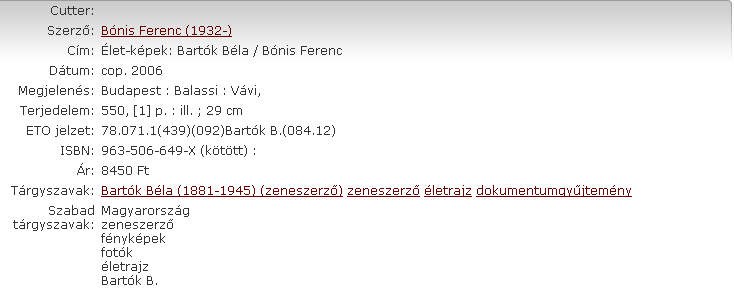 Cutter:
Szerző: Bónis Ferenc (1932-)
Cím: Élet-képek: Bartók Béla / Bónis Ferenc
Dátum: cop. 2006
Megjelenés: Budapest : Balassi : Vávi,
Terjedelem: 550, [1] p. : ill. ; 29 cm
ETO jelzet: 78.071.1(439)(092)Bartók B.(084.12)
ISBN: 963-506-649-X (kötött) :
Ár: 8450 Ft
Tárgyszavak: Bartók Béla (1881-1945) (zeneszerző) zeneszerző életrajz dokumentumgyűjtemény
Szabad Magyarország
tárgyszavak: zeneszerző
fényképek
fotók
életrajz
Bartók B.